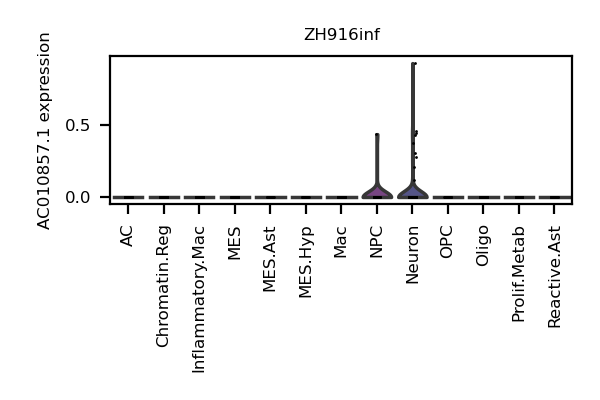 ZH916inf
AC010857.1 expression
0.5
0.0
AC
Chromatin.Reg
Inflammatory.Mac
MES
MES.Ast
MES.Hyp
Mac
NPC
Neuron
OPC
Oligo
Prolif.Metab
Reactive.Ast